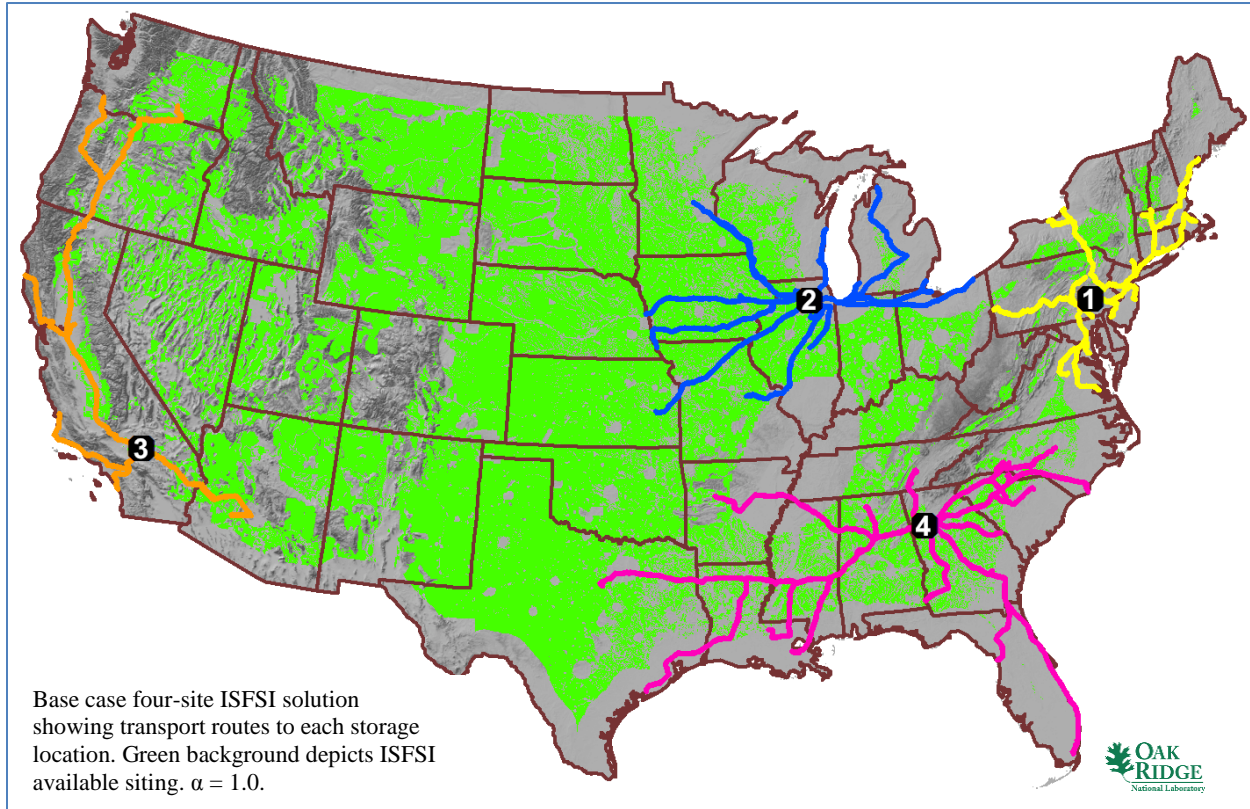 1
2
3
4
Base case four-site ISFSI solution
showing transport routes to each storage
location. Green background depicts ISFSI
available siting. α = 1.0.
OAK
RIDGE
National Laboratory